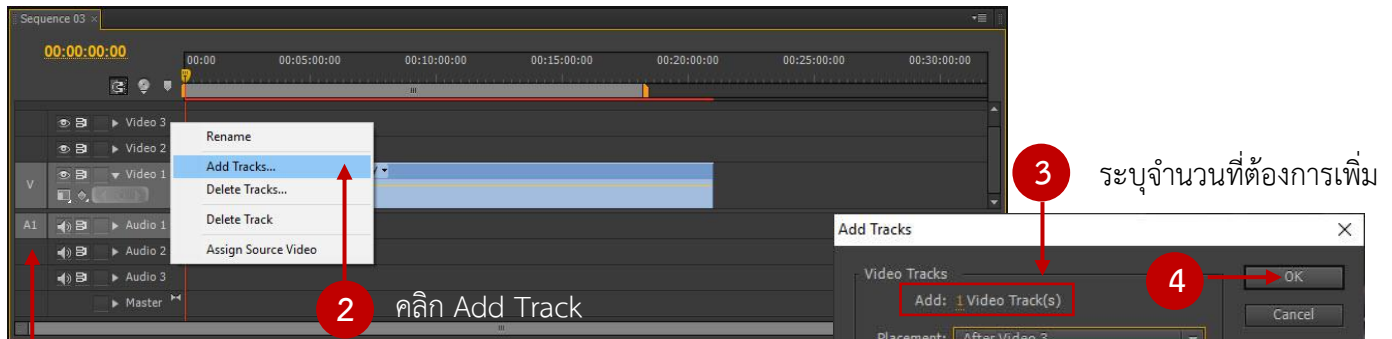 Sequence 03 ×
00:00:00:00
00:00 00:05:00:00 00:10:00:00 00:15:00:00 00:20:00:00 00:25:00:00 00:30:00:00
Video 3
Rename
Video 2
Add Tracks...
V Video 1
Delete Tracks...
3 ระบุจำนวนที่ต้องการเพิ่ม
Delete Track
A1 Audio 1
Add Tracks
Audio 2
Assign Source Video
Audio 3
Video Tracks
4 OK
Master
2 คลิก Add Track
Add: 1 Video Track(s)
Cancel
Placement: After Video 3